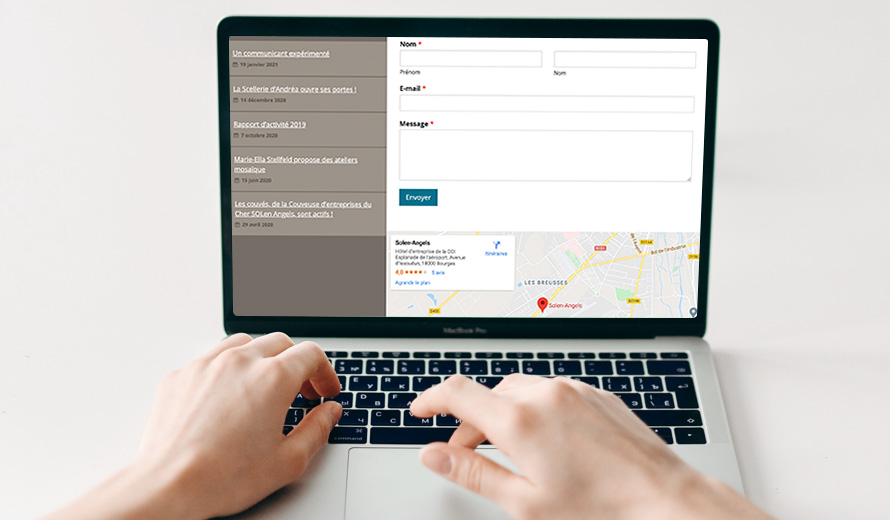 Un communicant expérimenté
19 janvier 2021
La Scellerie d'Andréa ouvre ses portes !
14 décembre 2020
Rapport d'activité 2019
7 octobre 2020
Marie-Ella Stellfeld propose des ateliers
mosaïque
15 juin 2020
Les couvés, de la Couveuse d'entreprises du
Cher SOLen Angels, sont actifs !
29 avril 2020
Nom *
Prénom
Nom
E-mail *
Message *
Envoyer
Solen-Angels
Hôtel d'entreprise de la CCI
Esplanade de l'aéroport, Avenue
d'Issoudun, 18000 Bourges
4,8
5 avis
Agrandir le plan
Itinéraires
LES BREUSSES
Solen-Angels
MacBook Pro
command